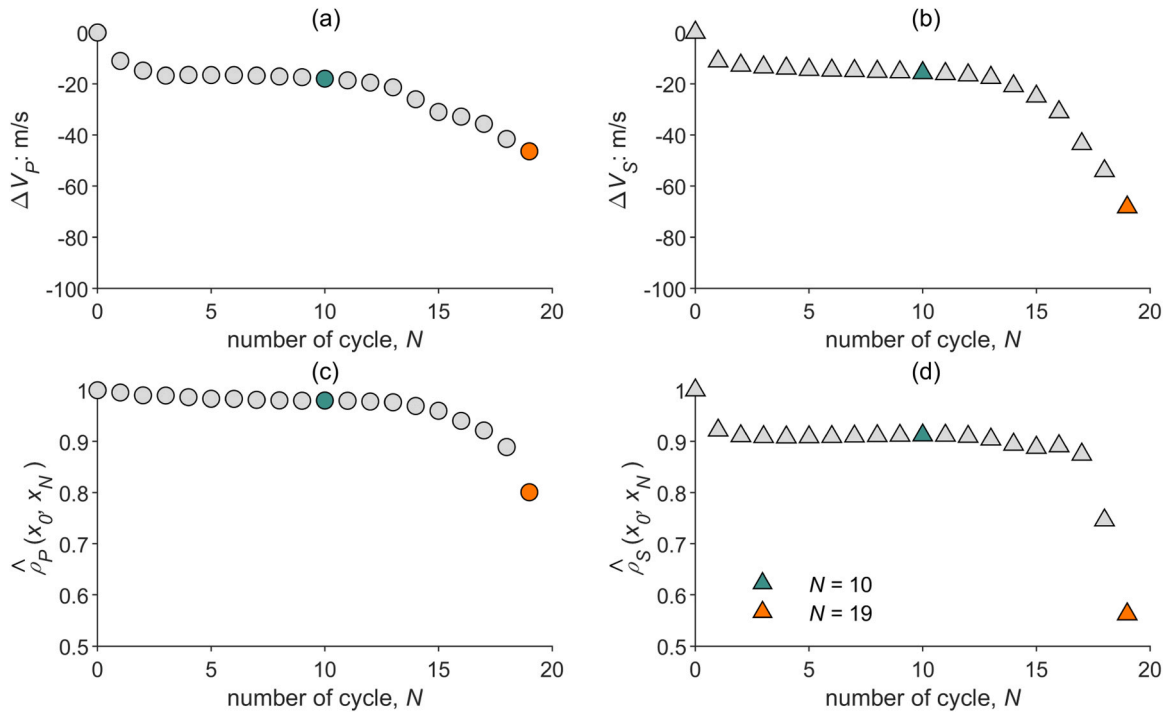 (a)
0
-20
-40
-60
-80
-100
ΔV_P: m/s
0 5 10 15 20
number of cycle, N
(b)
0
-20
-40
-60
-80
-100
ΔV_S: m/s
0 5 10 15 20
number of cycle, N
(c)
1
0.9
0.8
0.7
0.6
0.5
ρ̂_P(x_0, x_N)
0 5 10 15 20
number of cycle, N
(d)
1
0.9
0.8
0.7
0.6
0.5
ρ̂_S(x_0, x_N)
N = 10
N = 19
0 5 10 15 20
number of cycle, N